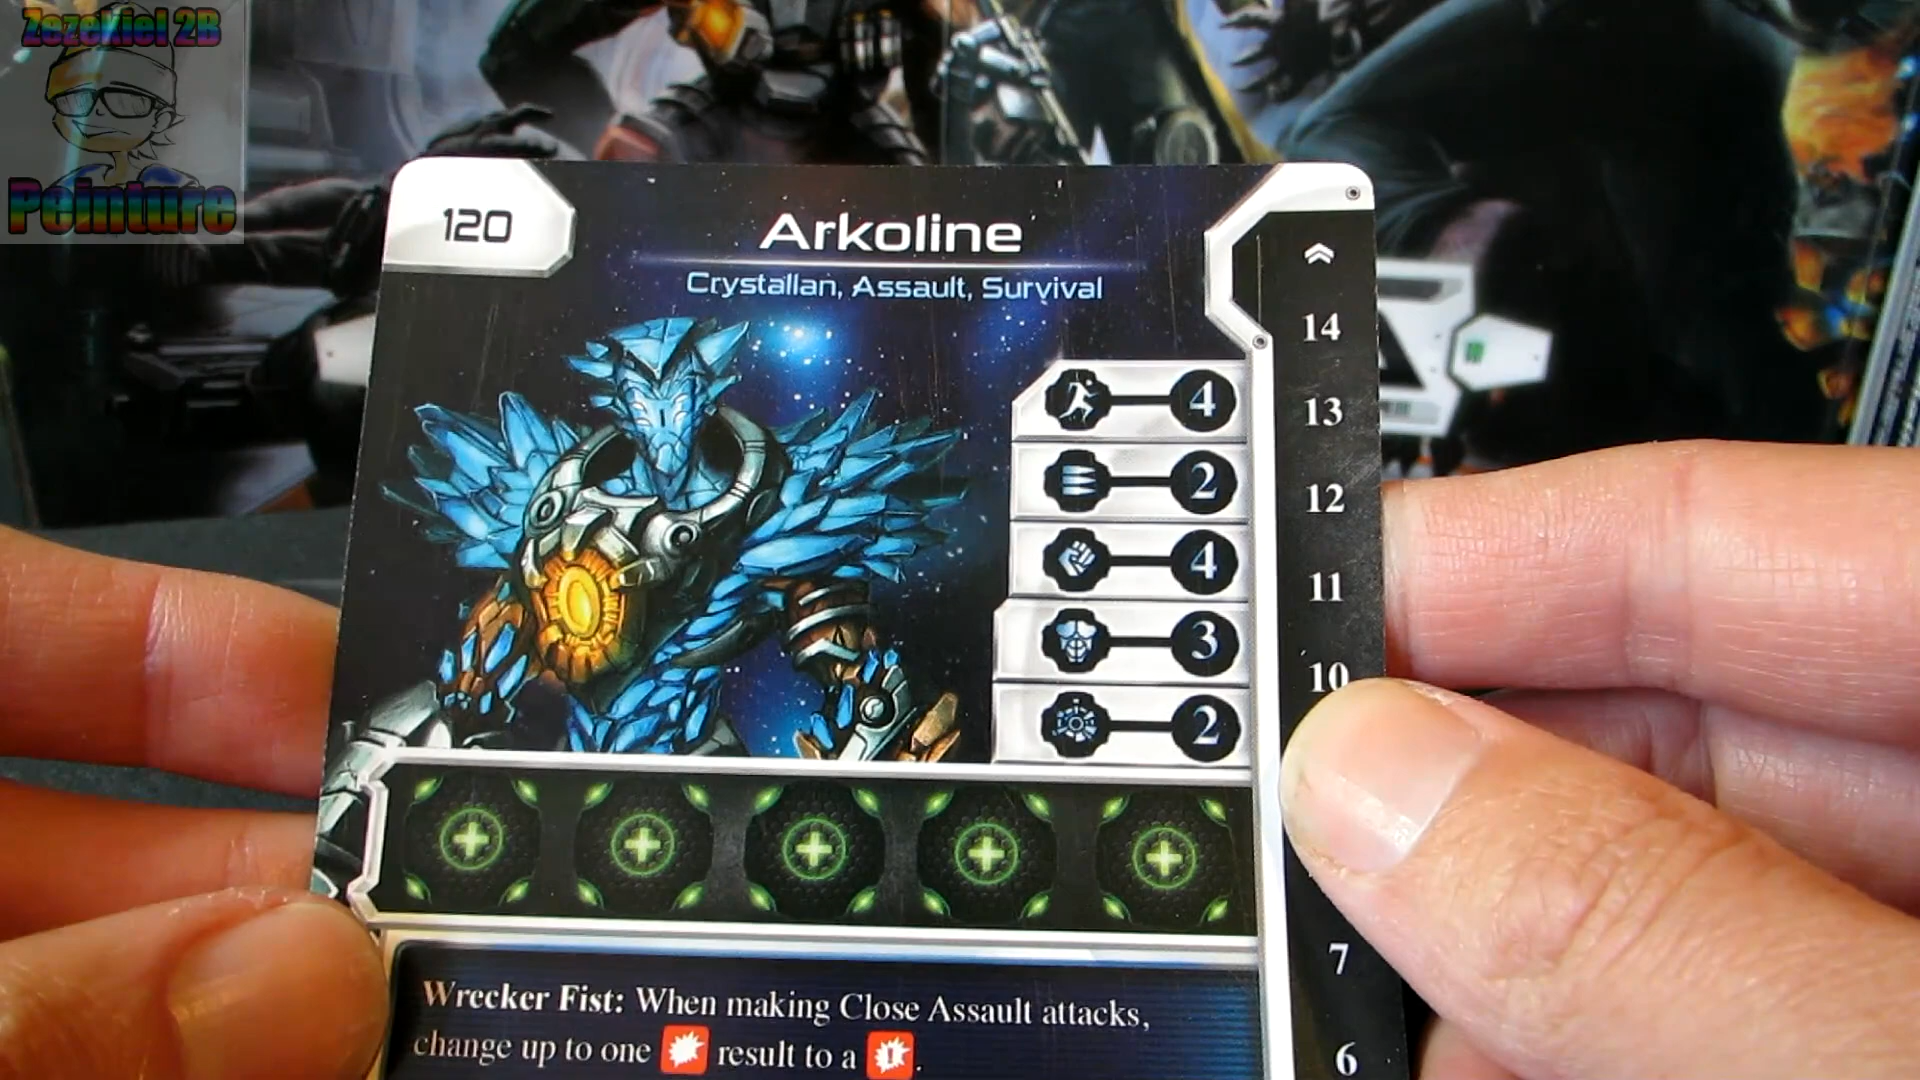 Zezekiel 2B
Peinture
120
Arkoline
Crystallan, Assault, Survival
4
2
4
3
2
14
13
12
11
10
7
6
Wrecker Fist: When making Close Assault attacks,
change up to one result to a .